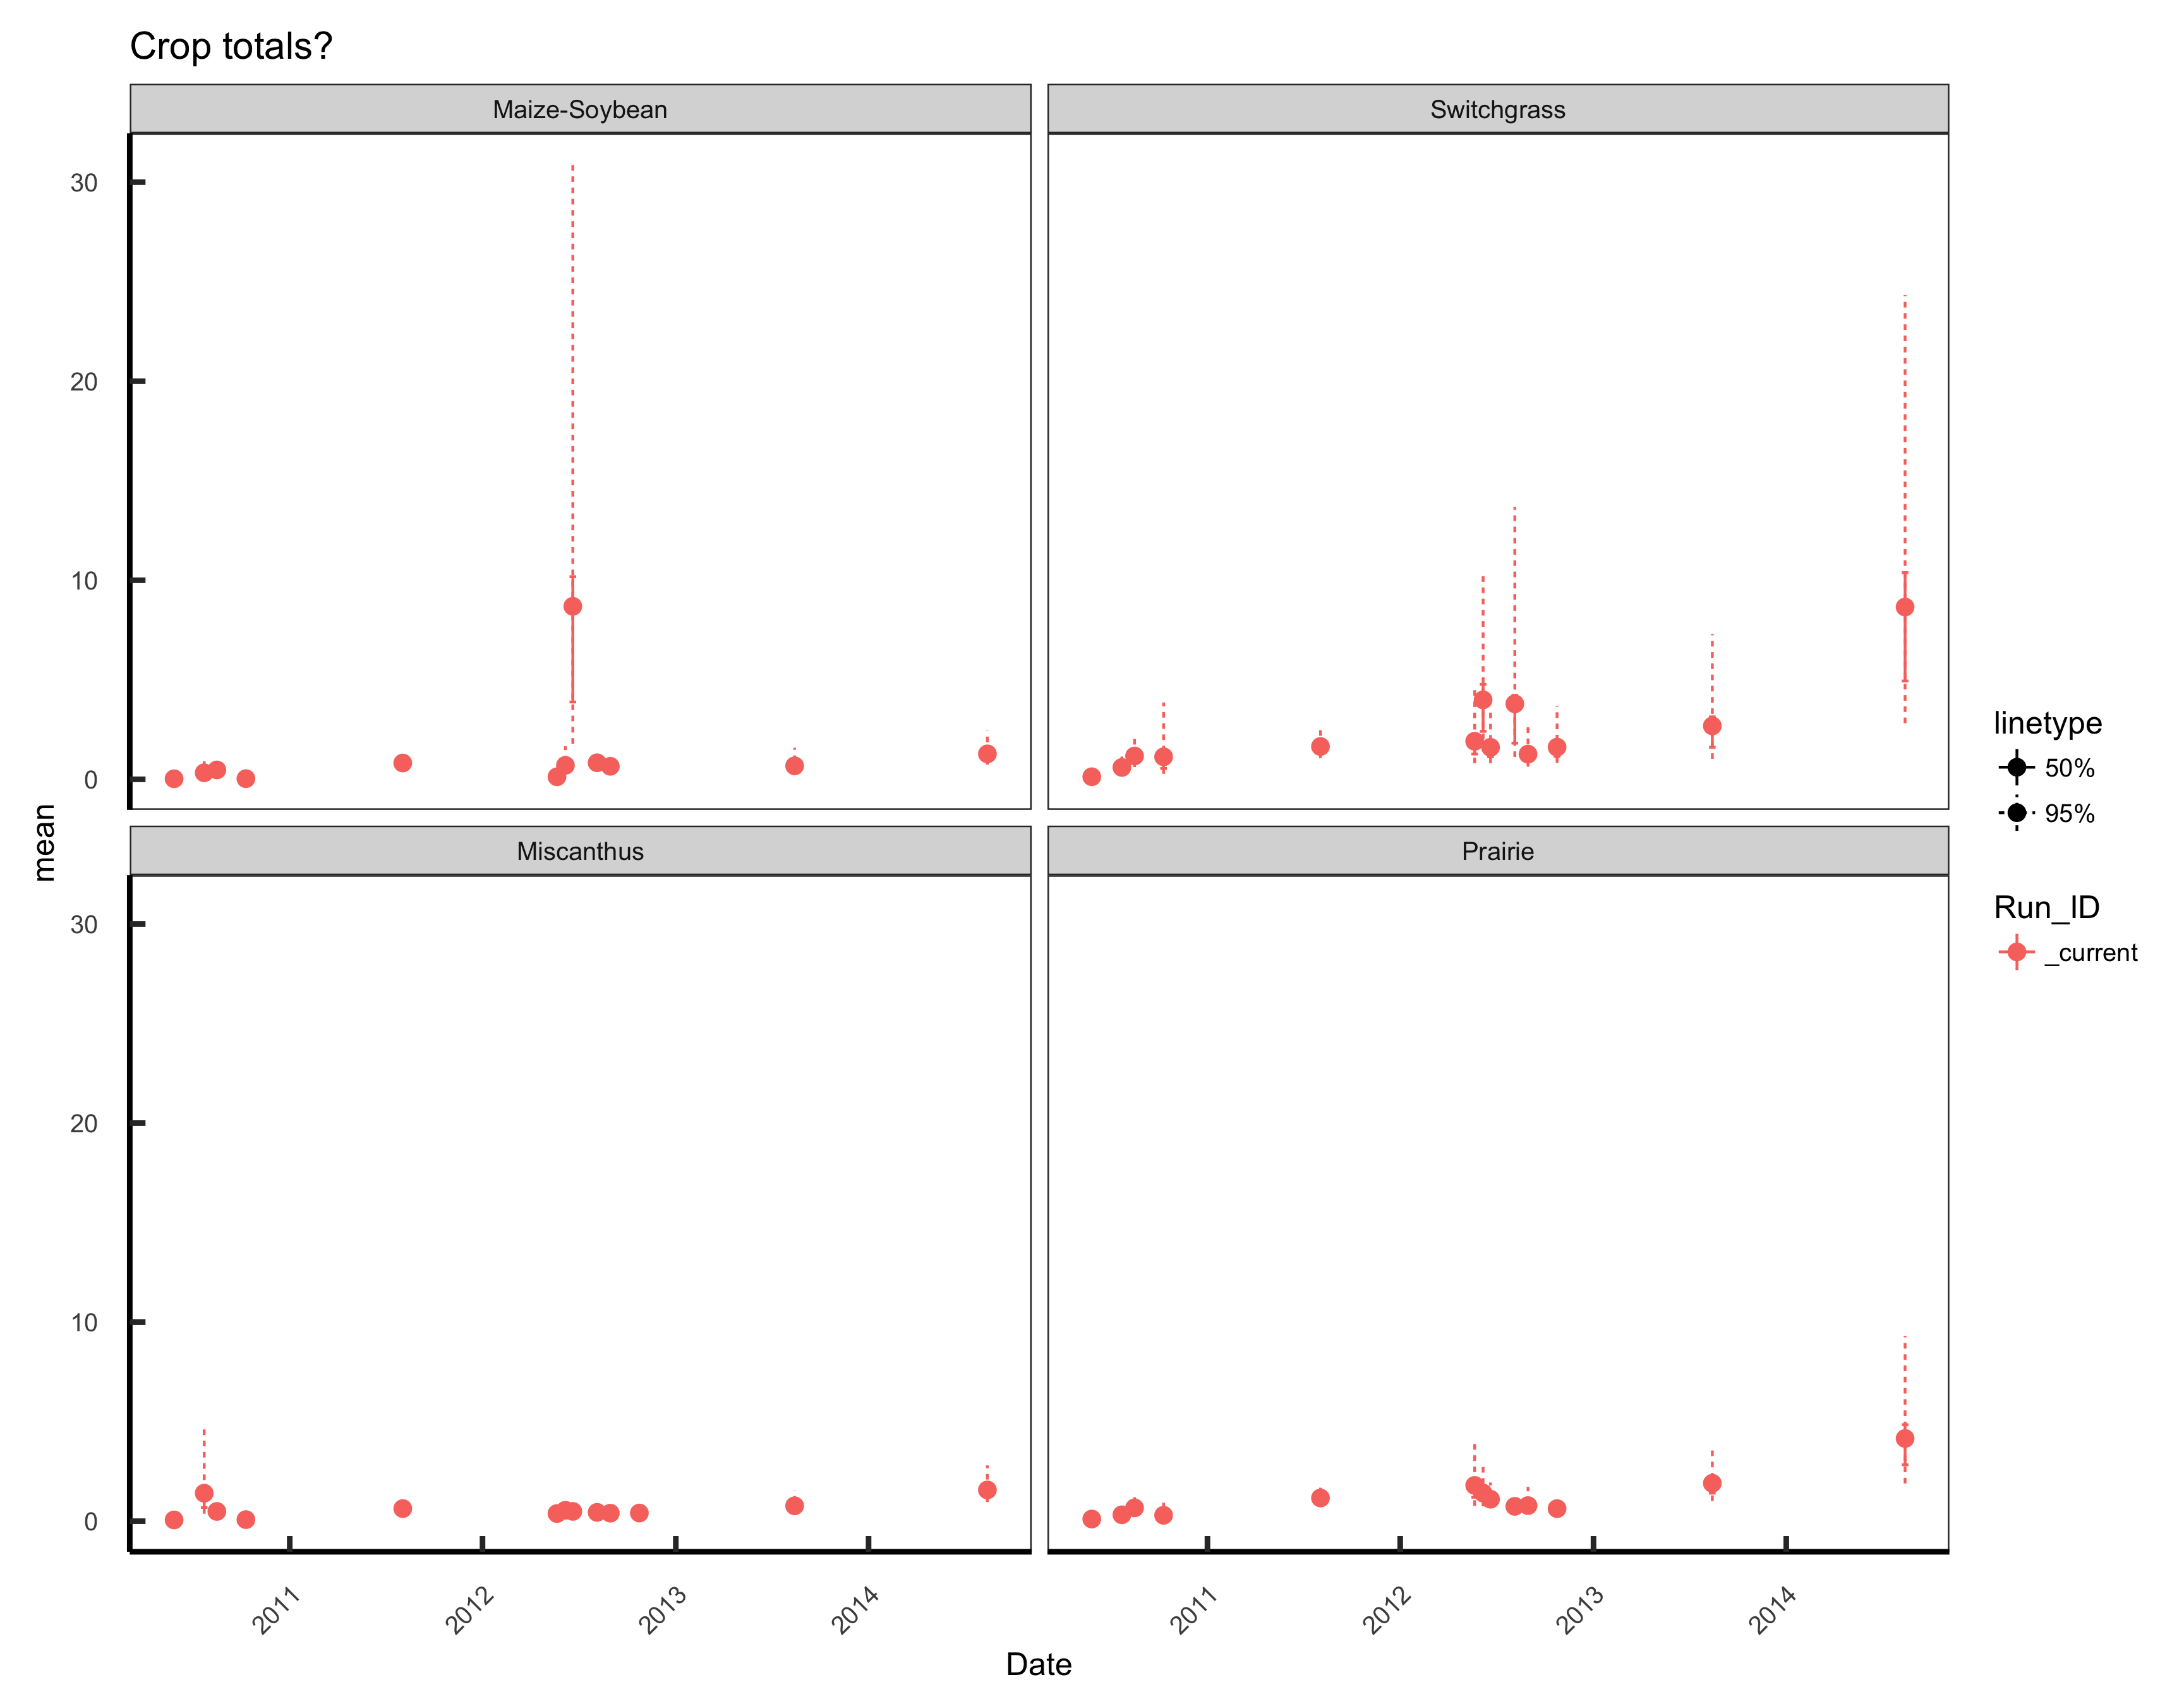 Crop totals?
Maize-Soybean
Switchgrass
30
20
10
0
Miscanthus
Prairie
30
20
10
0
mean
2011
2012
2013
2014
2011
2012
2013
2014
Date
linetype
50%
95%
Run_ID
_current